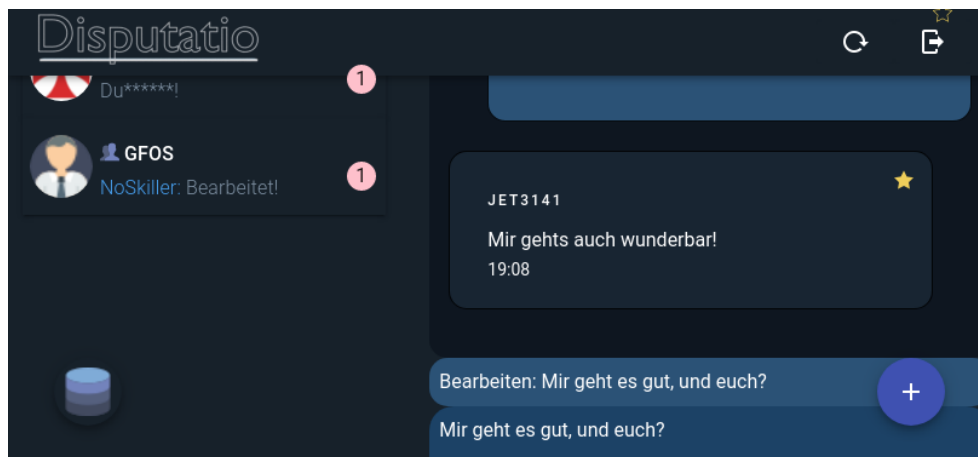 Disputatio
Du******!
1
GFOS
NoSkiller: Bearbeitet!
1
JET3141
Mir gehts auch wunderbar!
19:08
Bearbeiten: Mir geht es gut, und euch?
+
Mir geht es gut, und euch?